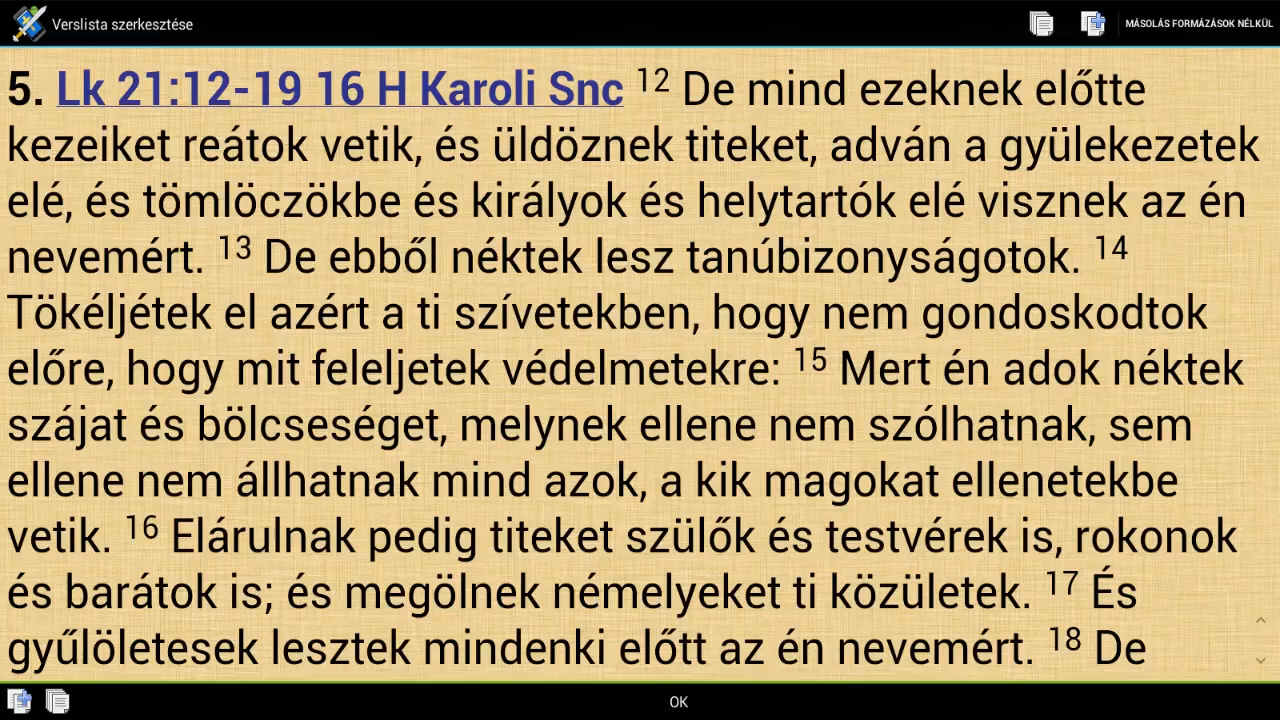 Verslista szerkesztése
MÁSOLÁS FORMÁZÁSOK NÉLKÜL
5. Lk 21:12-19 16 H Karoli Snc 12 De mind ezeknek előtte
kezeiket reátok vetik, és üldöznek titeket, adván a gyülekezetek
elé, és tömlöczökbe és királyok és helytartók elé visznek az én
nevemért. 13 De ebből néktek lesz tanúbizonyságotok. 14
Tökéljétek el azért a ti szívetekben, hogy nem gondoskodtok
előre, hogy mit feleljetek védelmetekre: 15 Mert én adok néktek
szájat és bölcseséget, melynek ellene nem szólhatnak, sem
ellene nem állhatnak mind azok, a kik magokat ellenetekbe
vetik. 16 Elárulnak pedig titeket szülők és testvérek is, rokonok
és barátok is; és megölnek némelyeket ti közületek. 17 És
gyűlöletesek lesztek mindenki előtt az én nevemért. 18 De
OK